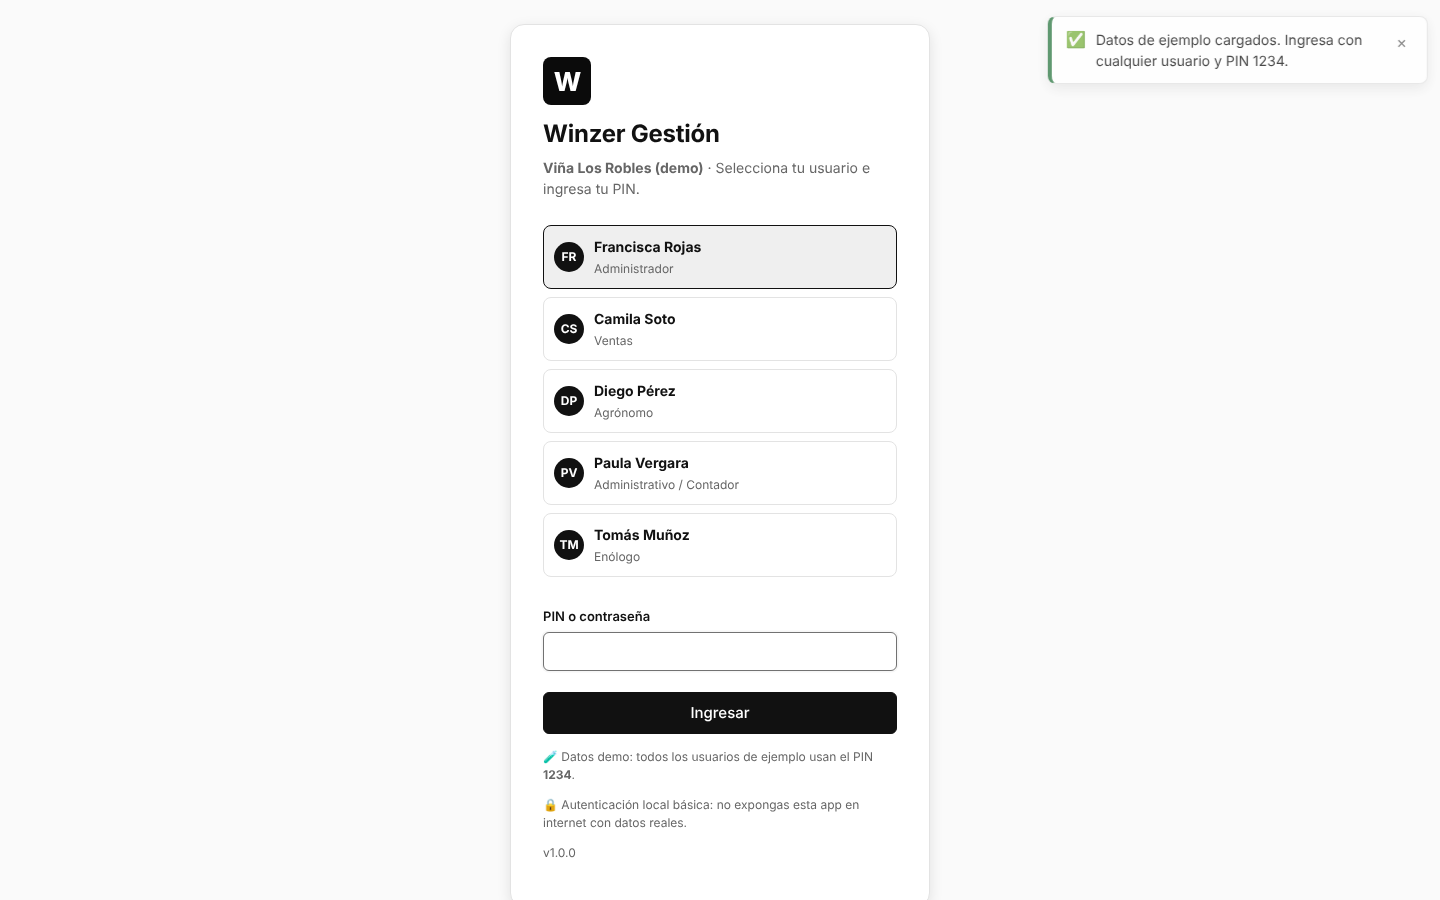 W
Winzer Gestión
Viña Los Robles (demo) · Selecciona tu usuario e
ingresa tu PIN.
FR
Francisca Rojas
Administrador
CS
Camila Soto
Ventas
DP
Diego Pérez
Agrónomo
PV
Paula Vergara
Administrativo / Contador
TM
Tomás Muñoz
Enólogo
PIN o contraseña
Ingresar
🧪 Datos demo: todos los usuarios de ejemplo usan el PIN
1234.
🔒 Autenticación local básica: no expongas esta app en
internet con datos reales.
v1.0.0
✅ Datos de ejemplo cargados. Ingresa con
cualquier usuario y PIN 1234.
×